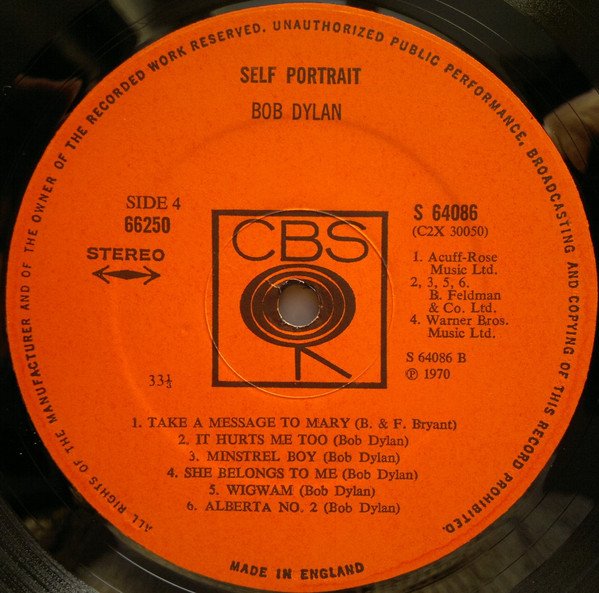 ALL RIGHTS OF THE MANUFACTURER AND OF THE OWNER OF THE RECORDED WORK RESERVED. UNAUTHORIZED PUBLIC PERFORMANCE, BROADCASTING AND COPYING OF THIS RECORD PROHIBITED.
SELF PORTRAIT
BOB DYLAN
SIDE 4
66250
STEREO
S 64086
(C2X 30050)
CBS
1. Acuff-Rose
Music Ltd.
2, 3, 5, 6.
B. Feldman
& Co. Ltd.
4. Warner Bros.
Music Ltd.
33⅓
S 64086 B
℗ 1970
1. TAKE A MESSAGE TO MARY (B. & F. Bryant)
2. IT HURTS ME TOO (Bob Dylan)
3. MINSTREL BOY (Bob Dylan)
4. SHE BELONGS TO ME (Bob Dylan)
5. WIGWAM (Bob Dylan)
6. ALBERTA NO. 2 (Bob Dylan)
MADE IN ENGLAND